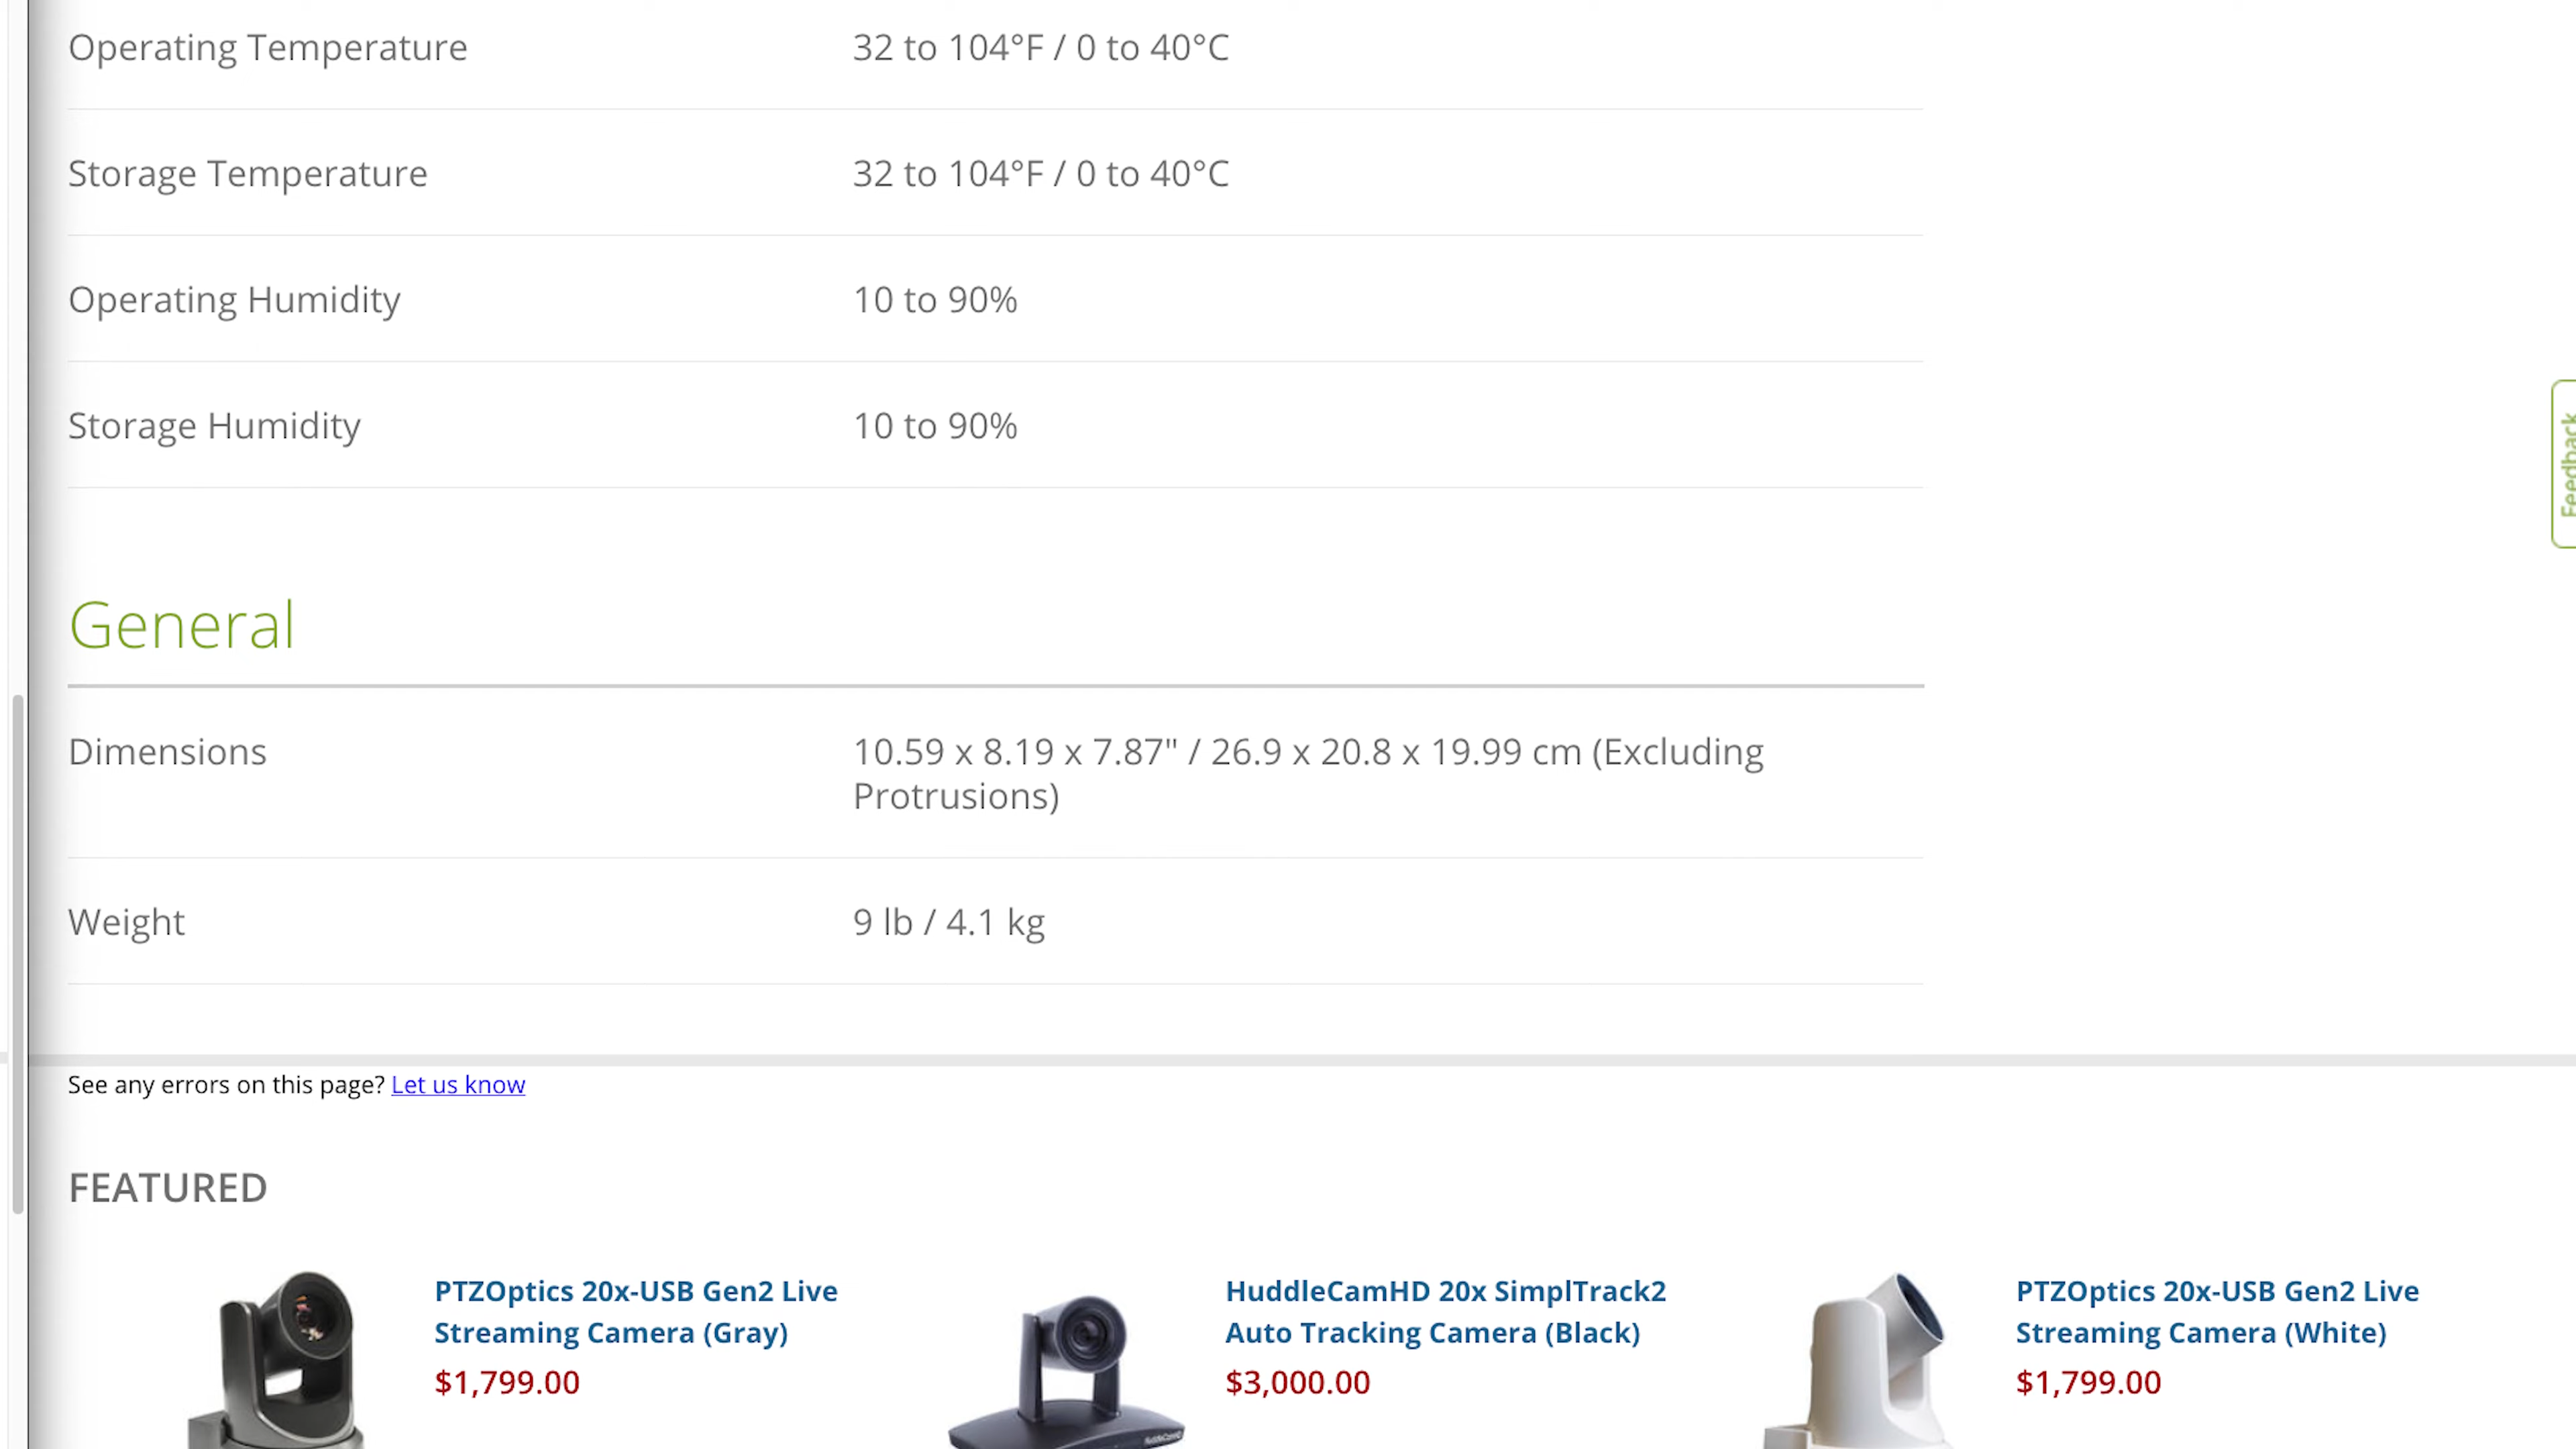 Operating Temperature 32 to 104°F / 0 to 40°C
Storage Temperature 32 to 104°F / 0 to 40°C
Operating Humidity 10 to 90%
Storage Humidity 10 to 90%
Feedback
General
Dimensions 10.59 x 8.19 x 7.87" / 26.9 x 20.8 x 19.99 cm (Excluding
Protrusions)
Weight 9 lb / 4.1 kg
See any errors on this page? Let us know
FEATURED
PTZOptics 20x-USB Gen2 Live
Streaming Camera (Gray)
$1,799.00
HuddleCamHD 20x SimplTrack2
Auto Tracking Camera (Black)
$3,000.00
HuddleCamHD
PTZOptics 20x-USB Gen2 Live
Streaming Camera (White)
$1,799.00